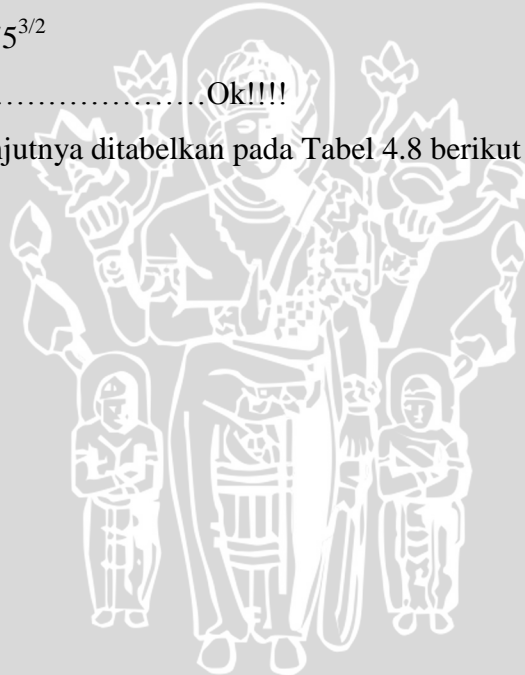 5^{3/2}
…………………Ok!!!!
jutnya ditabelkan pada Tabel 4.8 berikut